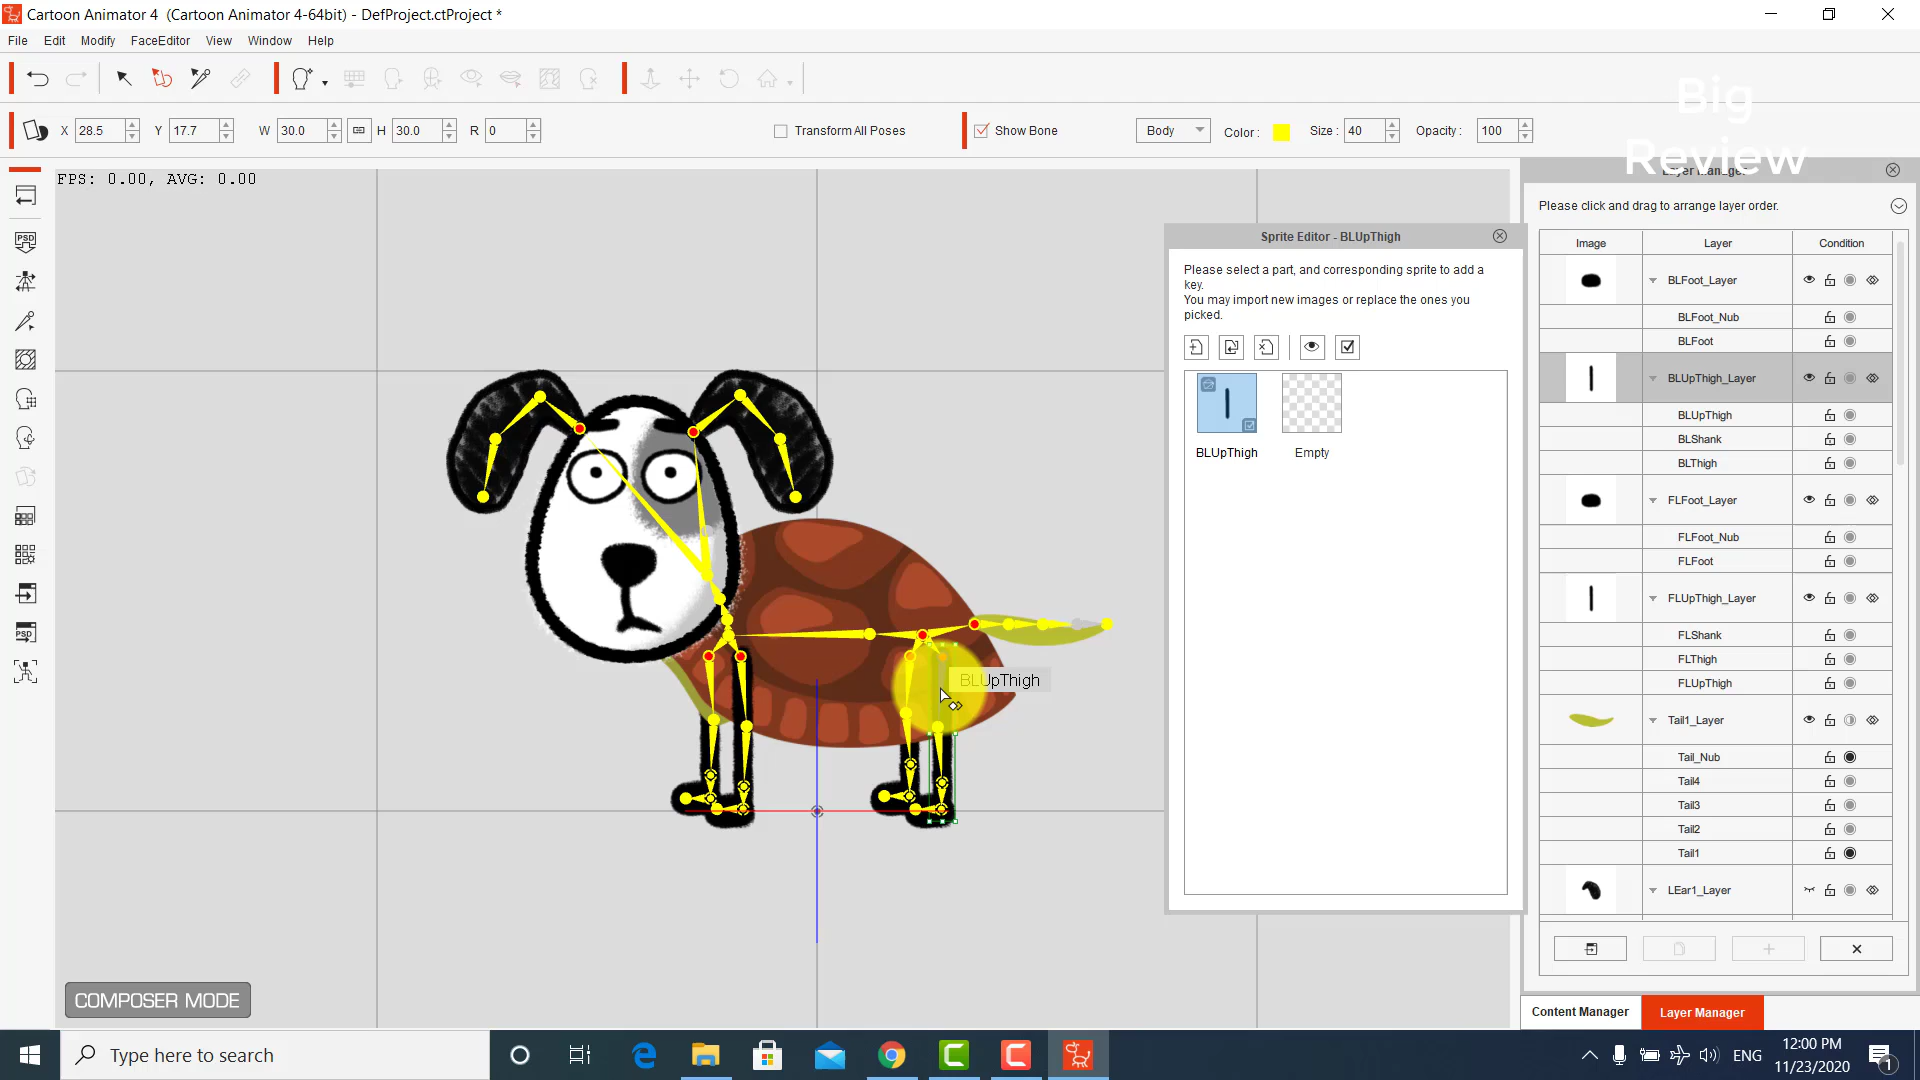 Cartoon Animator 4 (Cartoon Animator 4-64bit) - DefProject.ctProject *
File Edit Modify FaceEditor View Window Help
X 28.5 Y 17.7 W 30.0 H 30.0 R 0 Transform All Poses Show Bone Body Color : Size : 40 Opacity : 100
Big
Review
FPS: 0.00, AVG: 0.00
Layer Manager
Please click and drag to arrange layer order.
Image Layer Condition
BLFoot_Layer
BLFoot_Nub
BLFoot
BLUpThigh_Layer
BLUpThigh
BLShank
BLThigh
FLFoot_Layer
FLFoot_Nub
FLFoot
FLUpThigh_Layer
FLShank
FLThigh
FLUpThigh
Tail1_Layer
Tail_Nub
Tail4
Tail3
Tail2
Tail1
LEar1_Layer
Sprite Editor - BLUpThigh
Please select a part, and corresponding sprite to add a
key.
You may import new images or replace the ones you
picked.
BLUpThigh Empty
BLUpThigh
COMPOSER MODE
Content Manager Layer Manager
PSD
PSD
Type here to search
ENG
12:00 PM
11/23/2020
1